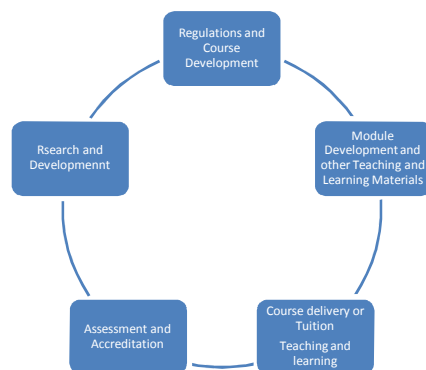 Regulations and
Course
Development
Module
Development and
other Teaching and
Learning Materials
Course delivery or
Tuition
Teaching and
learning
Assessment and
Accreditation
Rsearch and
Developmennt